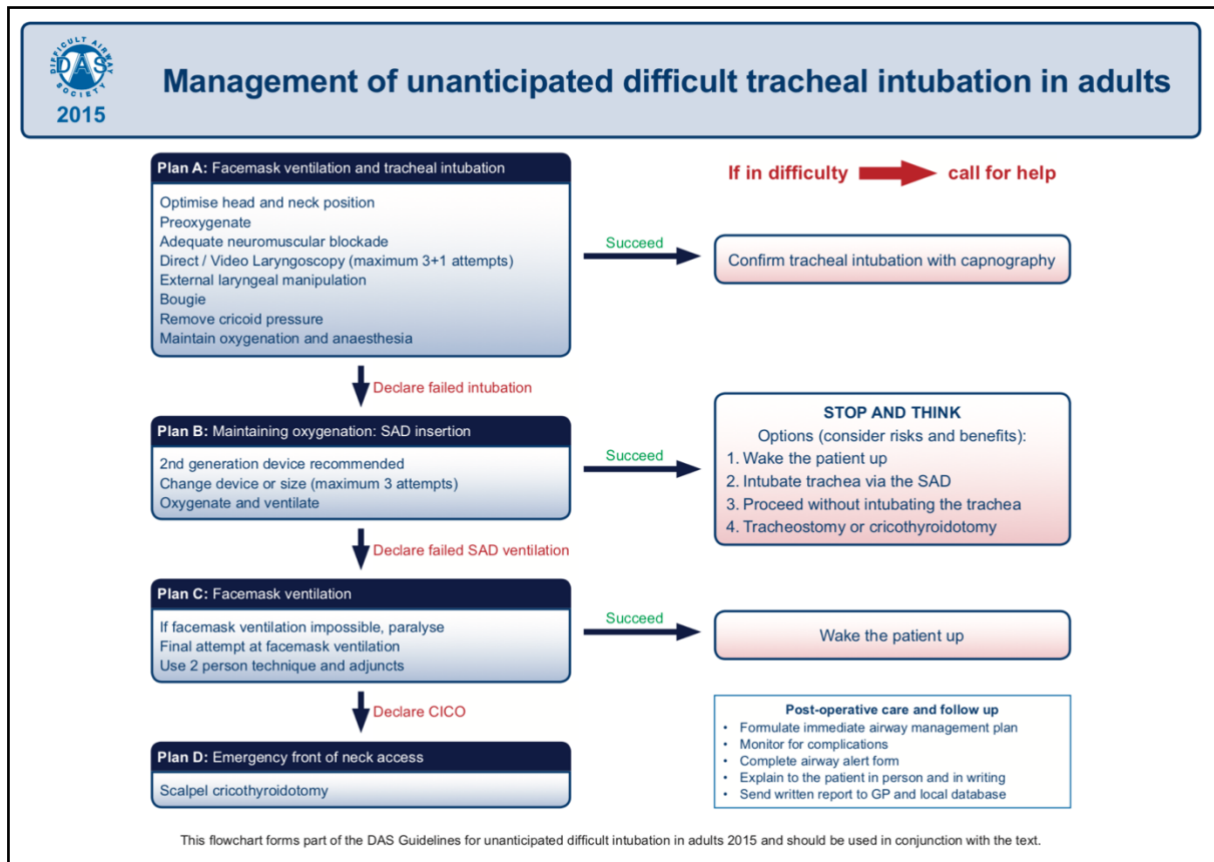 DIFFICULT AIRWAY SOCIETY
DAS
2015
Management of unanticipated difficult tracheal intubation in adults
Plan A: Facemask ventilation and tracheal intubation
Optimise head and neck position
Preoxygenate
Adequate neuromuscular blockade
Direct / Video Laryngoscopy (maximum 3+1 attempts)
External laryngeal manipulation
Bougie
Remove cricoid pressure
Maintain oxygenation and anaesthesia
If in difficulty
call for help
Succeed
Confirm tracheal intubation with capnography
Declare failed intubation
Plan B: Maintaining oxygenation: SAD insertion
2nd generation device recommended
Change device or size (maximum 3 attempts)
Oxygenate and ventilate
Succeed
STOP AND THINK
Options (consider risks and benefits):
1. Wake the patient up
2. Intubate trachea via the SAD
3. Proceed without intubating the trachea
4. Tracheostomy or cricothyroidotomy
Declare failed SAD ventilation
Plan C: Facemask ventilation
If facemask ventilation impossible, paralyse
Final attempt at facemask ventilation
Use 2 person technique and adjuncts
Succeed
Wake the patient up
Declare CICO
Plan D: Emergency front of neck access
Scalpel cricothyroidotomy
Post-operative care and follow up
• Formulate immediate airway management plan
• Monitor for complications
• Complete airway alert form
• Explain to the patient in person and in writing
• Send written report to GP and local database
This flowchart forms part of the DAS Guidelines for unanticipated difficult intubation in adults 2015 and should be used in conjunction with the text.